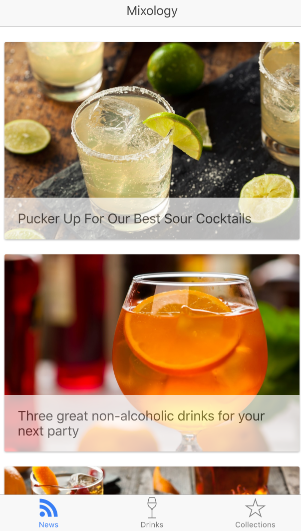 Mixology
Pucker Up For Our Best Sour Cocktails
Three great non-alcoholic drinks for your
next party
News
Drinks
Collections